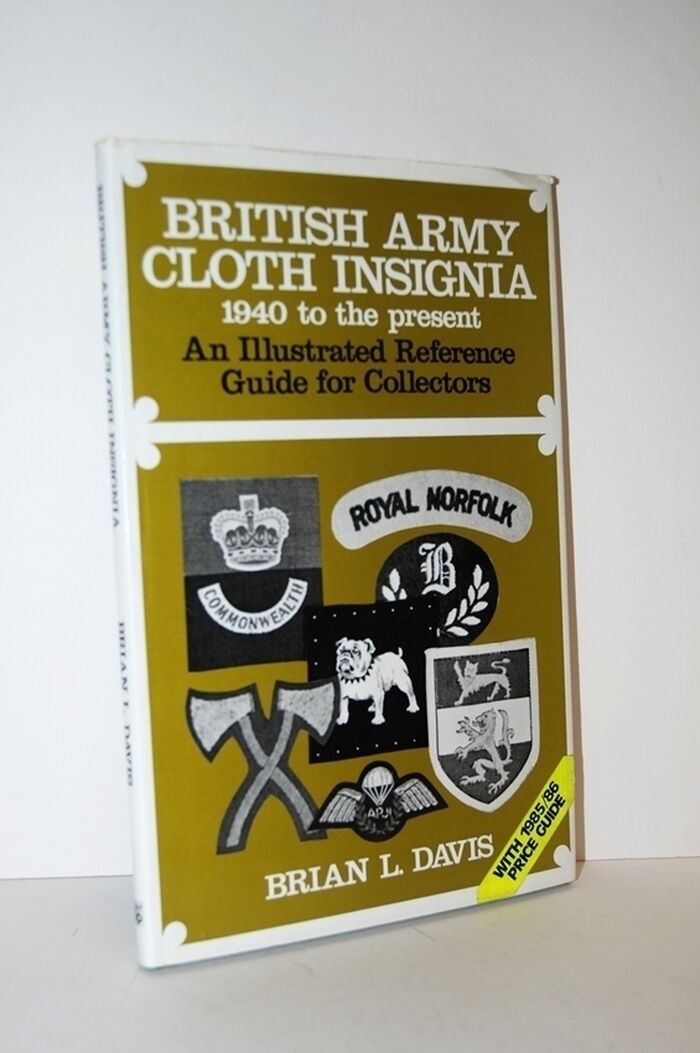 BRITISH ARMY
CLOTH INSIGNIA
1940 to the present
An Illustrated Reference
Guide for Collectors
ROYAL NORFOLK
B
COMMONWEALTH
APJI
BRIAN L. DAVIS
WITH 1985/86
PRICE GUIDE
BRITISH ARMY CLOTH INSIGNIA
BRIAN L. DAVIS